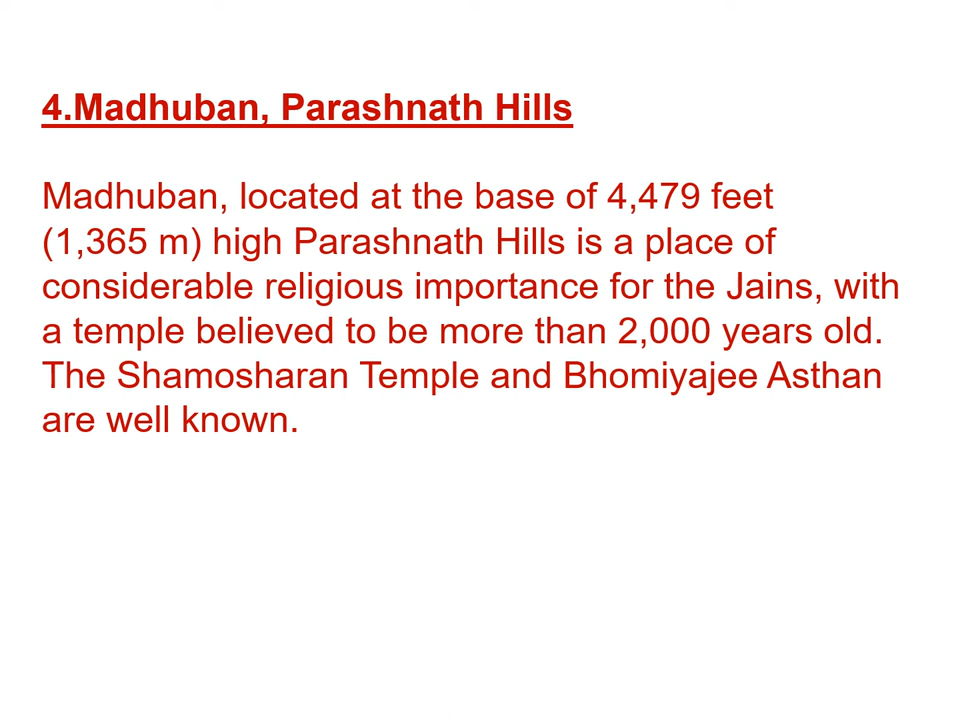 4.Madhuban, Parashnath Hills
Madhuban, located at the base of 4,479 feet
(1,365 m) high Parashnath Hills is a place of
considerable religious importance for the Jains, with
a temple believed to be more than 2,000 years old.
The Shamosharan Temple and Bhomiyajee Asthan
are well known.